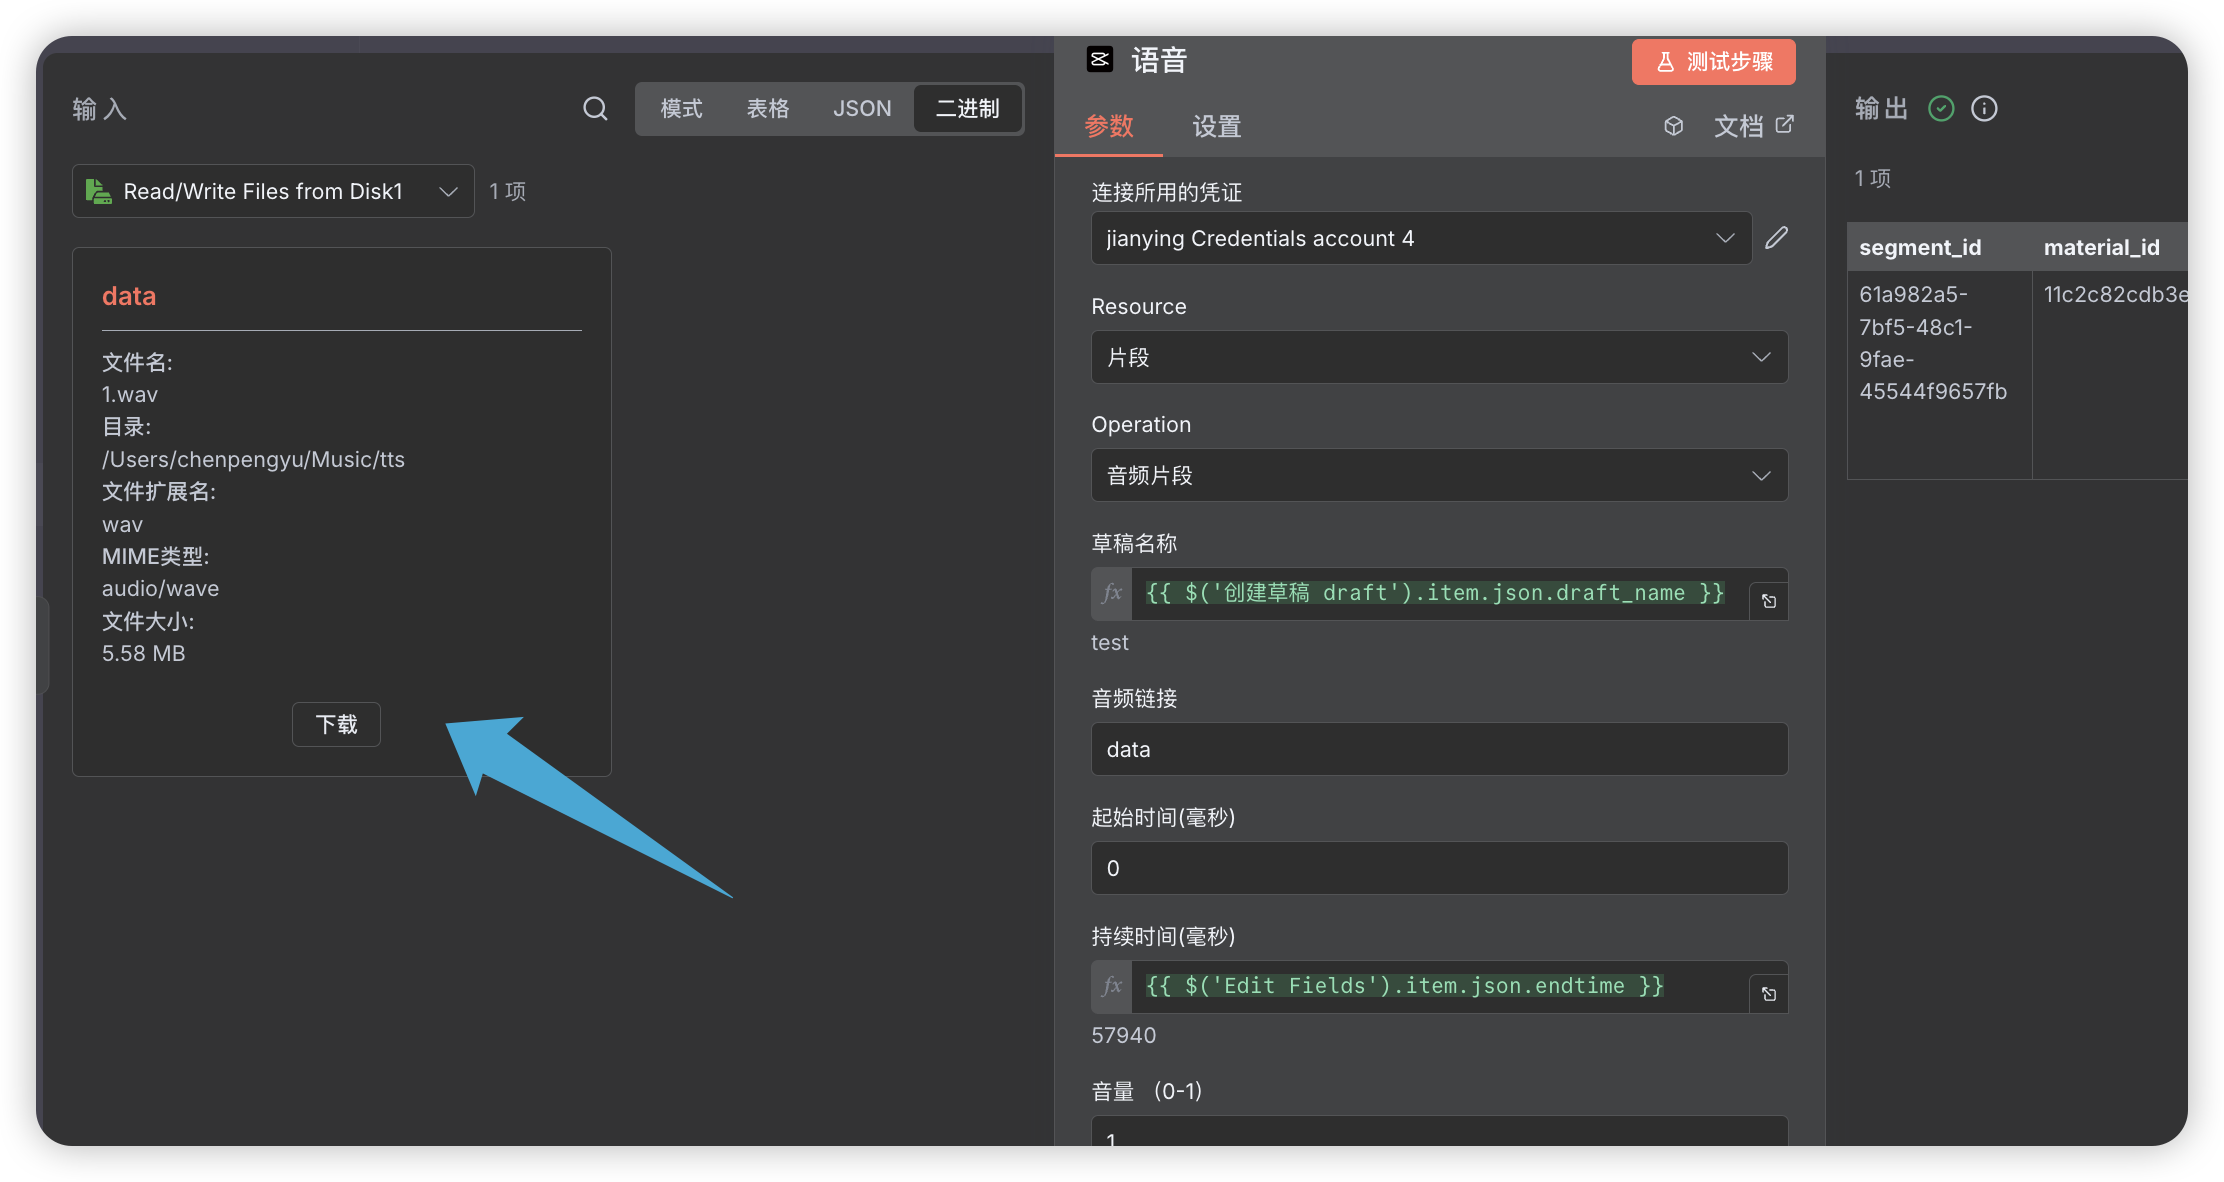 输入
模式 表格 JSON 二进制
Read/Write Files from Disk1 1 项
data
文件名:
1.wav
目录:
/Users/chenpengyu/Music/tts
文件扩展名:
wav
MIME类型:
audio/wave
文件大小:
5.58 MB
下载
语音
测试步骤
参数 设置 文档
连接所用的凭证
jianying Credentials account 4
Resource
片段
Operation
音频片段
草稿名称
fx {{ $('创建草稿 draft').item.json.draft_name }}
test
音频链接
data
起始时间(毫秒)
0
持续时间(毫秒)
fx {{ $('Edit Fields').item.json.endtime }}
57940
音量 （0-1）
1
输出
1 项
segment_id material_id
61a982a5- 11c2c82cdb3e
7bf5-48c1-
9fae-
45544f9657fb